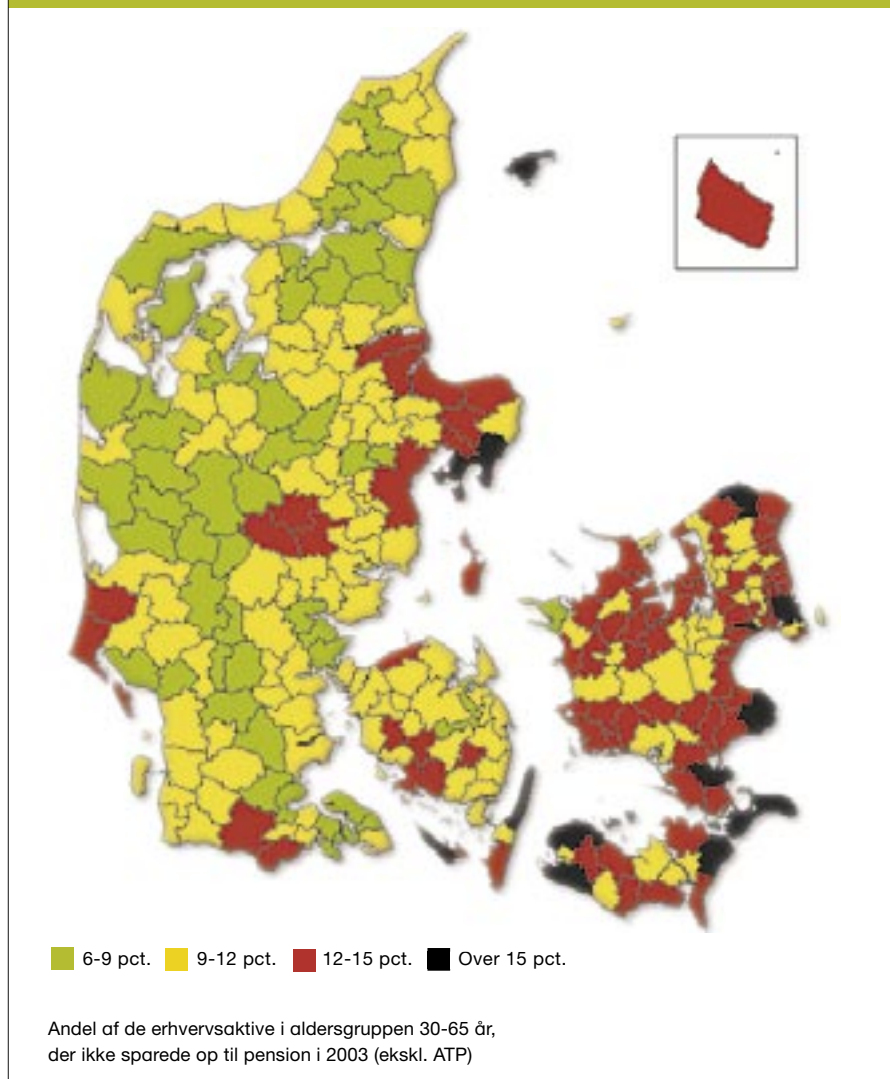 6-9 pct. 9-12 pct. 12-15 pct. Over 15 pct.
Andel af de erhvervsaktive i aldersgruppen 30-65 år,
der ikke sparede op til pension i 2003 (ekskl. ATP)